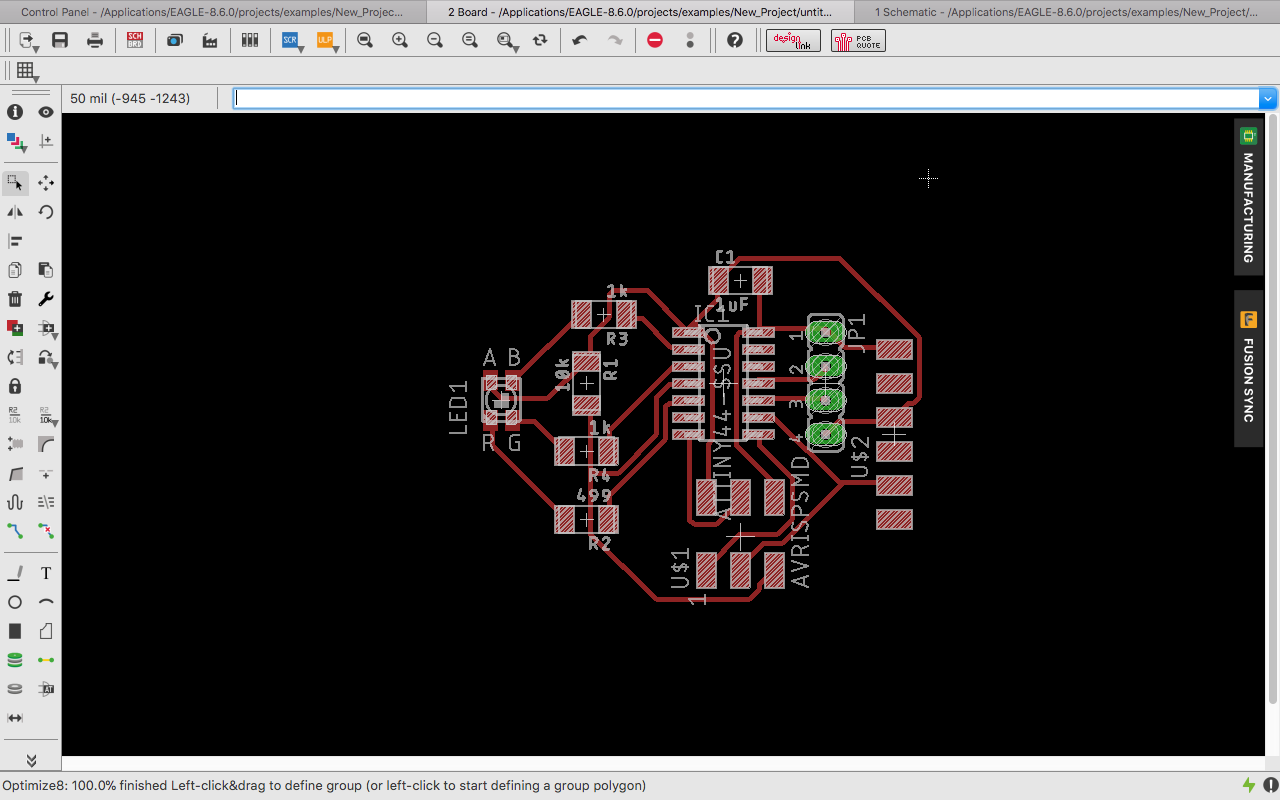 Control Panel - /Applications/EAGLE-8.6.0/projects/examples/New_Projec...
2 Board - /Applications/EAGLE-8.6.0/projects/examples/New_Project/untit...
1 Schematic - /Applications/EAGLE-8.6.0/projects/examples/New_Project/...
SCH BRD
SCR
ULP
design link
PCB QUOTE
50 mil (-945 -1243)
MANUFACTURING
FUSION SYNC
C1
1uF
IC1
ATTINY44-SSU
1k
R3
10k
R1
A B
LED1
R G
1k
R4
499
R2
JP1
1
2
3
4
U$2
AVRISPSMD
U$1
1
R2
10k
R2
10k
T
AT
Optimize8: 100.0% finished Left-click&drag to define group (or left-click to start defining a group polygon)